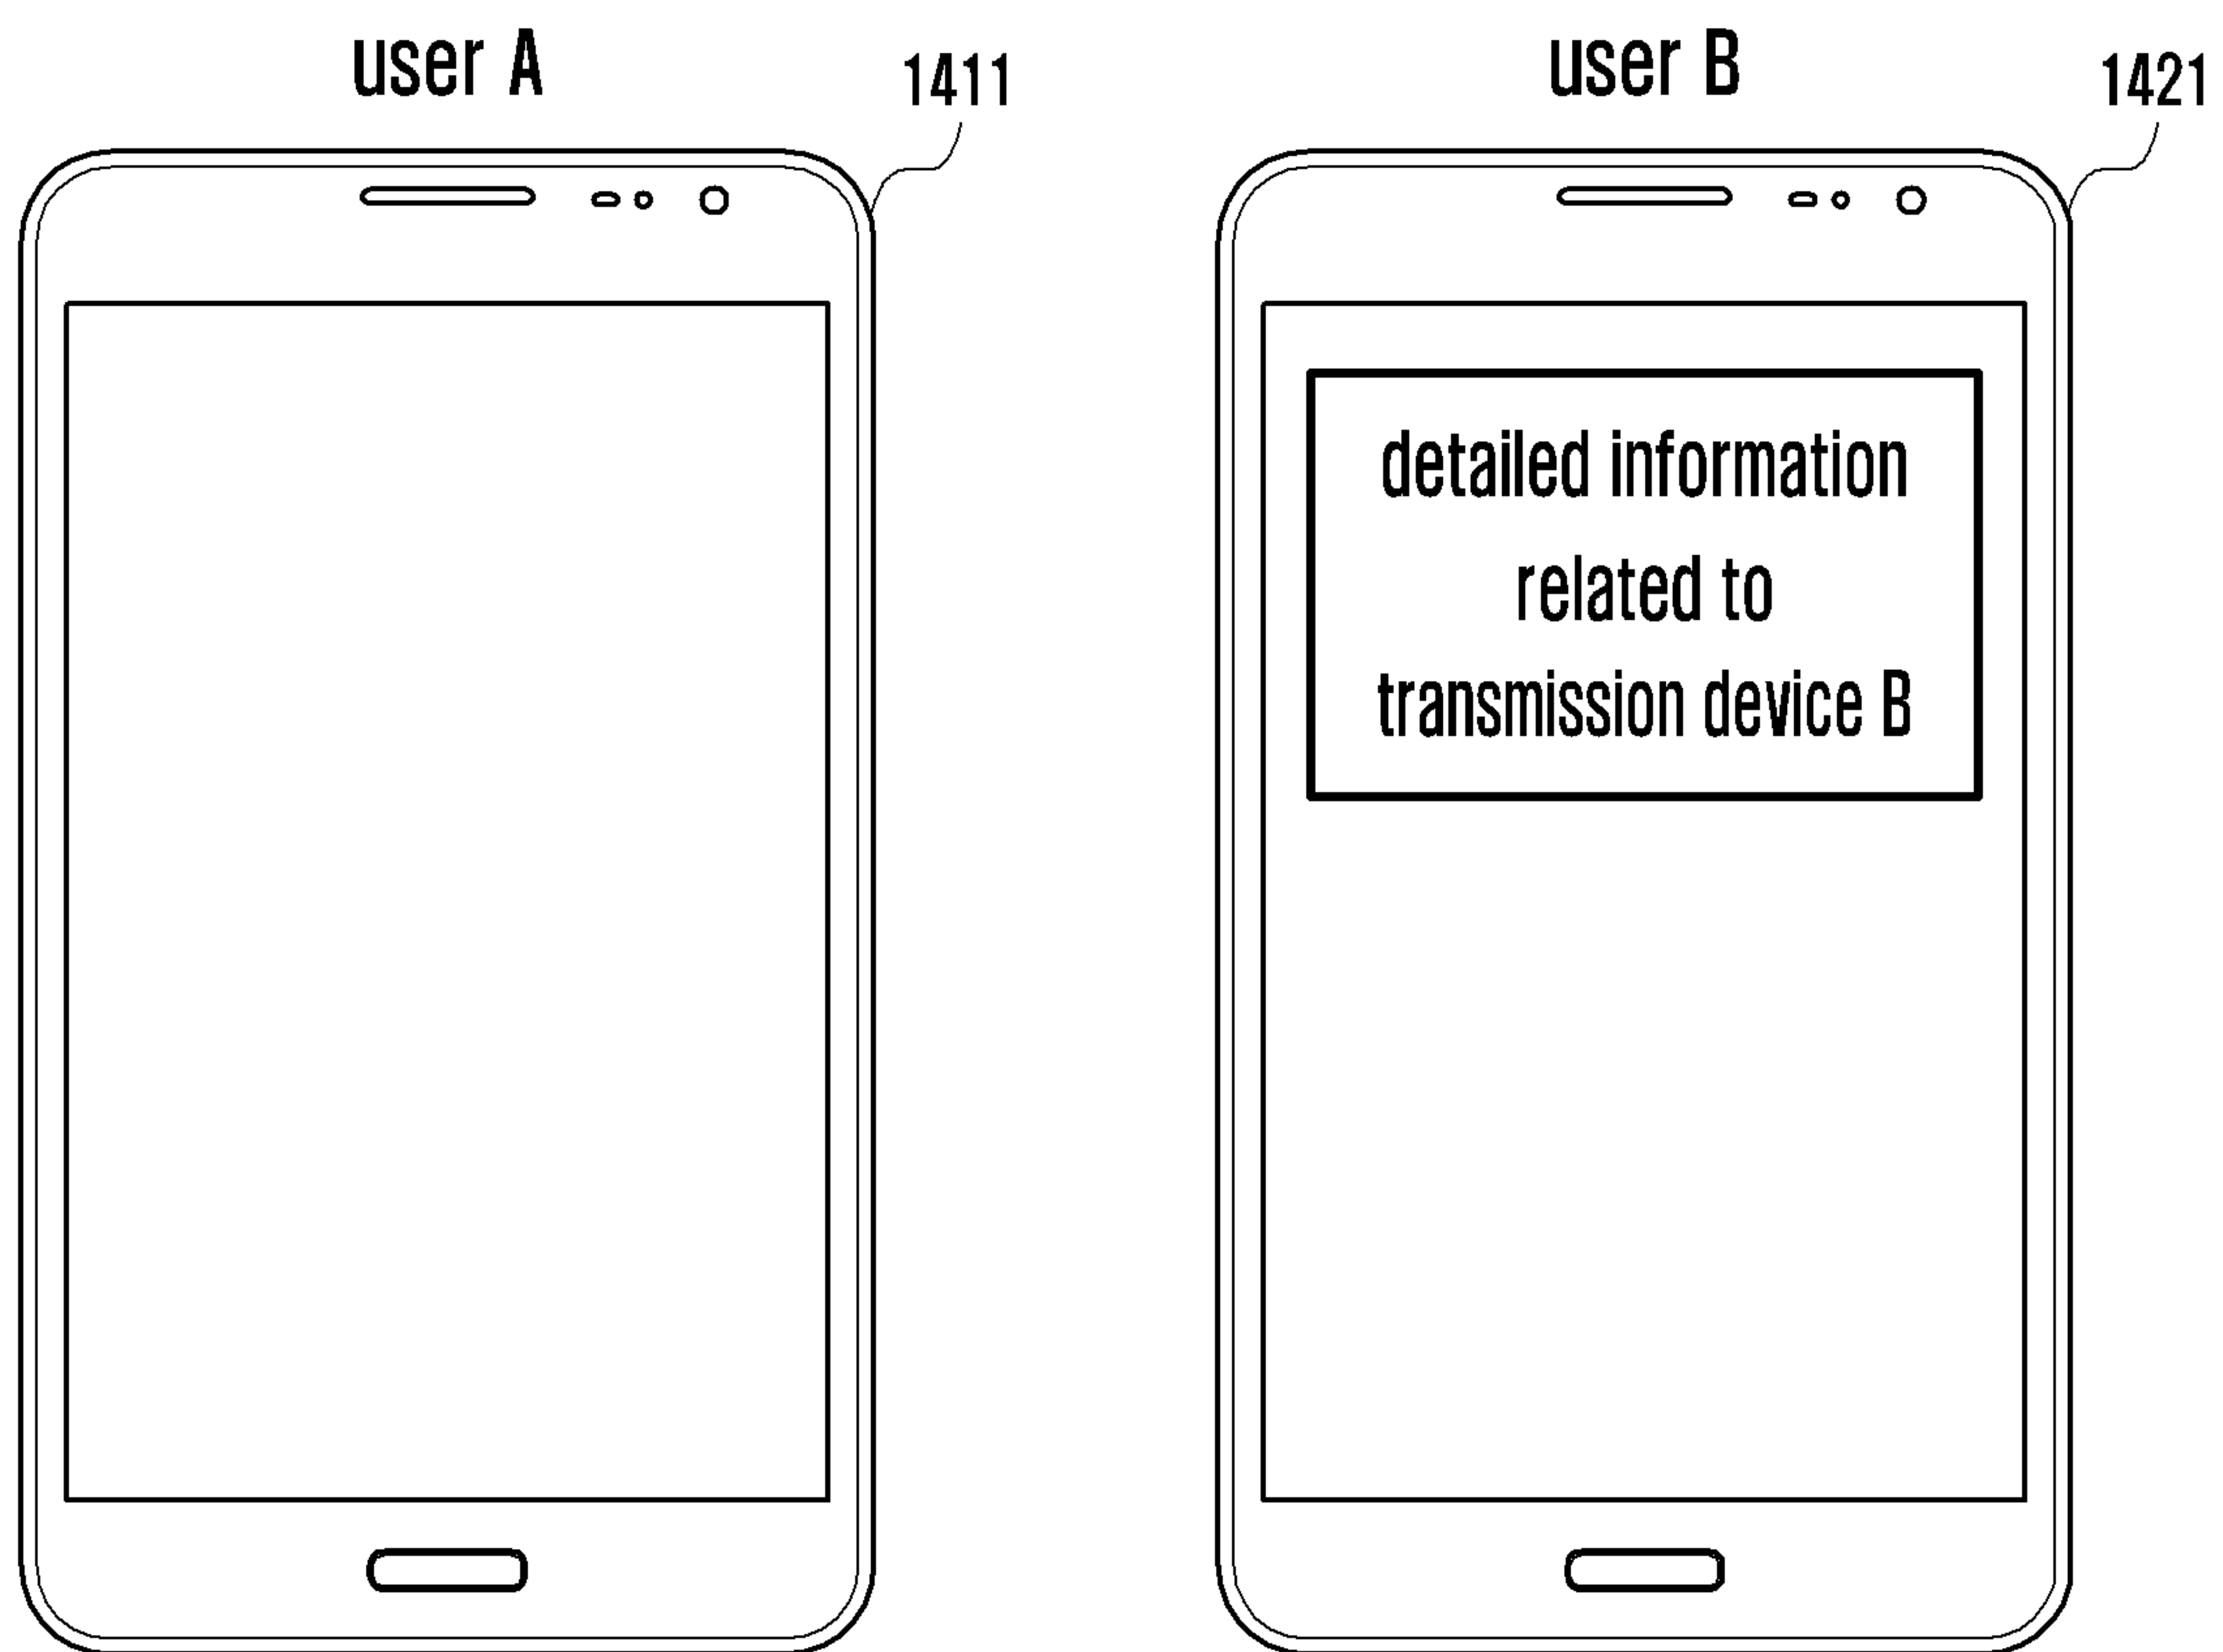 user A
1411
user B
1421
detailed information
related to
transmission device B